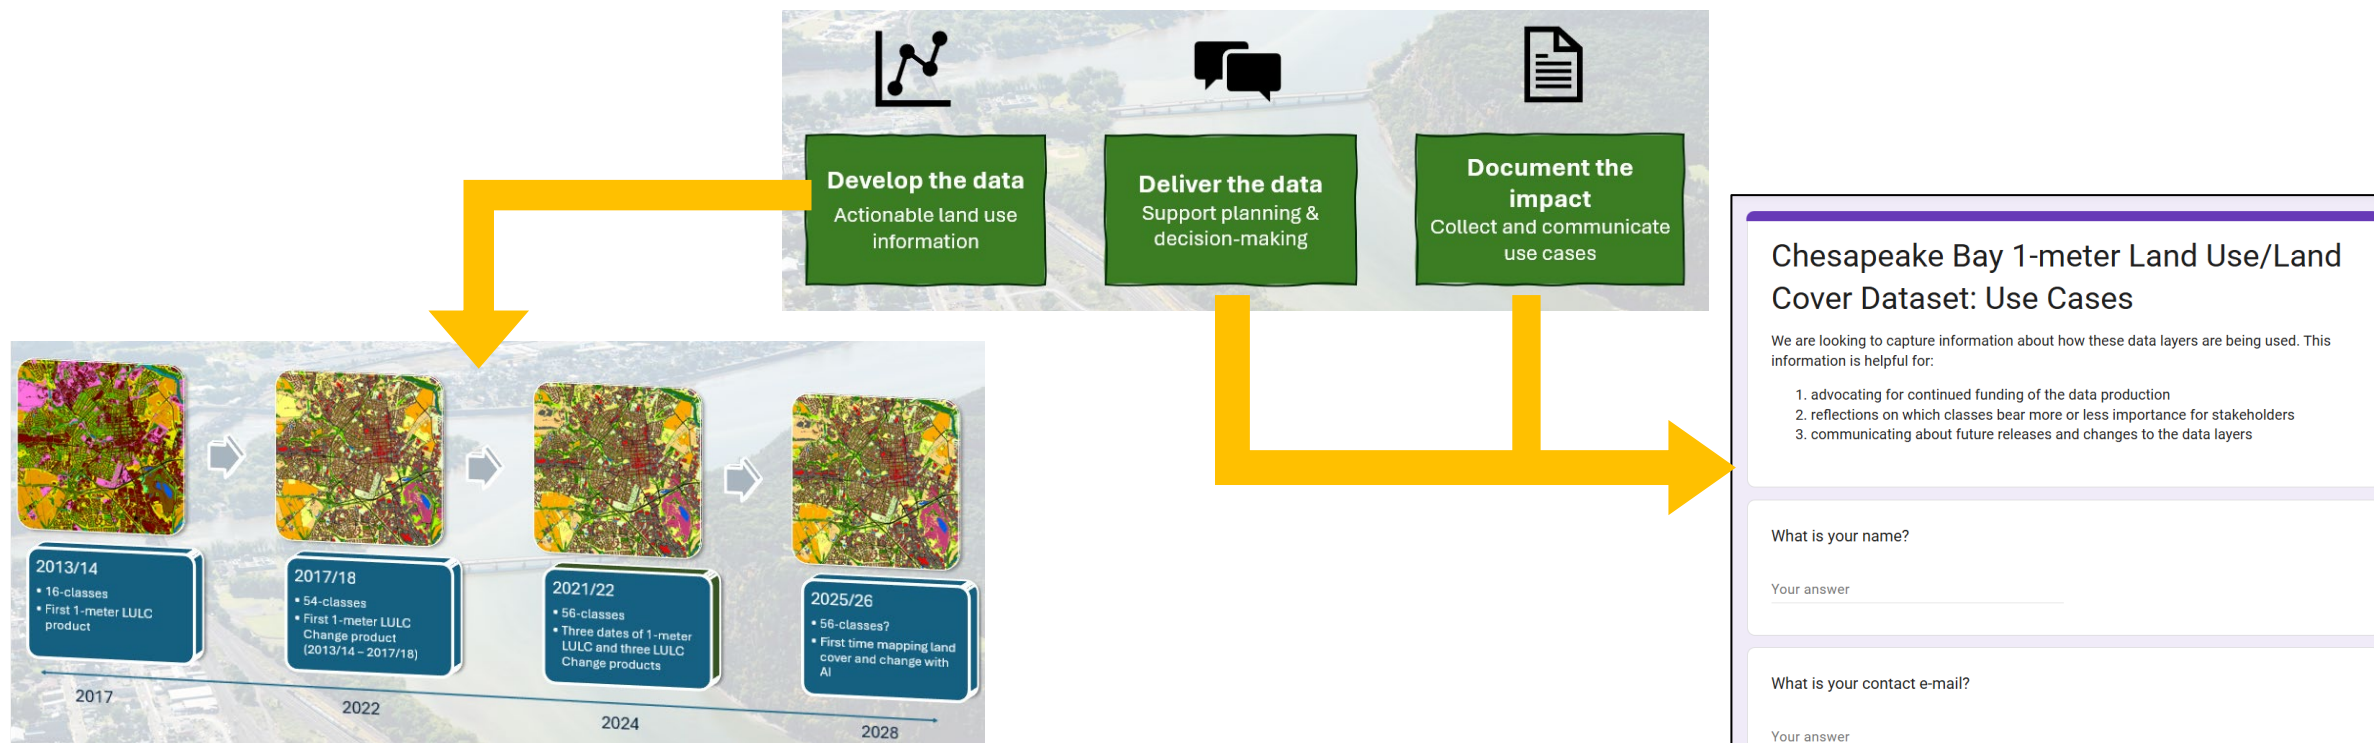 Develop the data
Actionable land use
information
Deliver the data
Support planning &
decision-making
Document the
impact
Collect and communicate
use cases
2013/14
• 16-classes
• First 1-meter LULC
product
2017/18
• 54-classes
• First 1-meter LULC
Change product
(2013/14 – 2017/18)
2021/22
• 56-classes
• Three dates of 1-meter
LULC and three LULC
Change products
2025/26
• 56-classes?
• First time mapping land
cover and change with
AI
2017
2022
2024
2028
Chesapeake Bay 1-meter Land Use/Land
Cover Dataset: Use Cases
We are looking to capture information about how these data layers are being used. This
information is helpful for:
1. advocating for continued funding of the data production
2. reflections on which classes bear more or less importance for stakeholders
3. communicating about future releases and changes to the data layers
What is your name?
Your answer
What is your contact e-mail?
Your answer